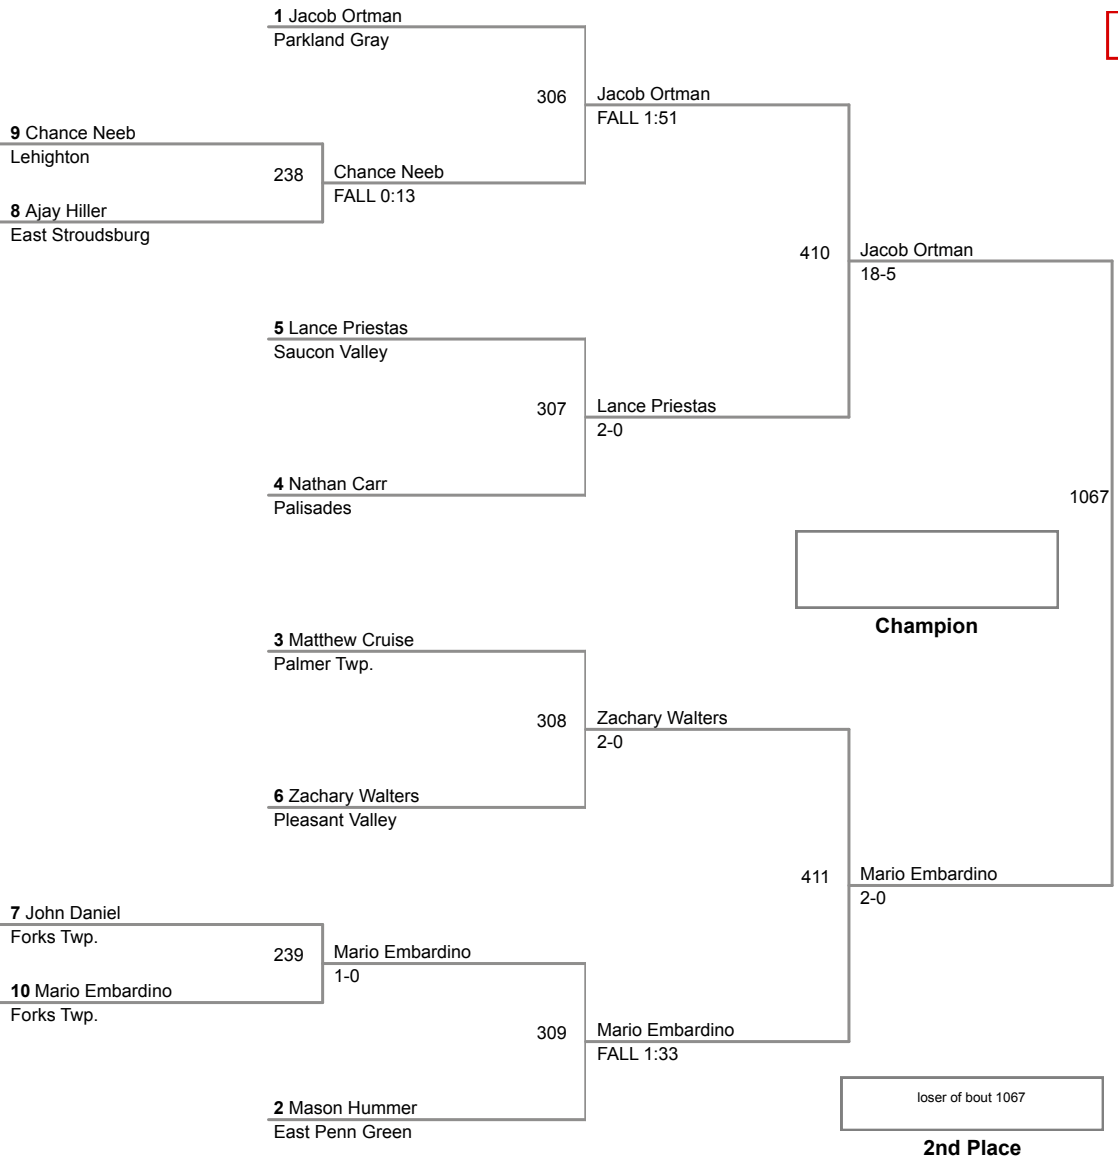 1 Jacob Ortman
Parkland Gray
306
Jacob Ortman
FALL 1:51
9 Chance Neeb
Lehighton
238
Chance Neeb
FALL 0:13
8 Ajay Hiller
East Stroudsburg
410
Jacob Ortman
18-5
5 Lance Priestas
Saucon Valley
307
Lance Priestas
2-0
4 Nathan Carr
Palisades
1067
Champion
3 Matthew Cruise
Palmer Twp.
308
Zachary Walters
2-0
6 Zachary Walters
Pleasant Valley
411
Mario Embardino
2-0
7 John Daniel
Forks Twp.
239
Mario Embardino
1-0
10 Mario Embardino
Forks Twp.
309
Mario Embardino
FALL 1:33
2 Mason Hummer
East Penn Green
loser of bout 1067
2nd Place